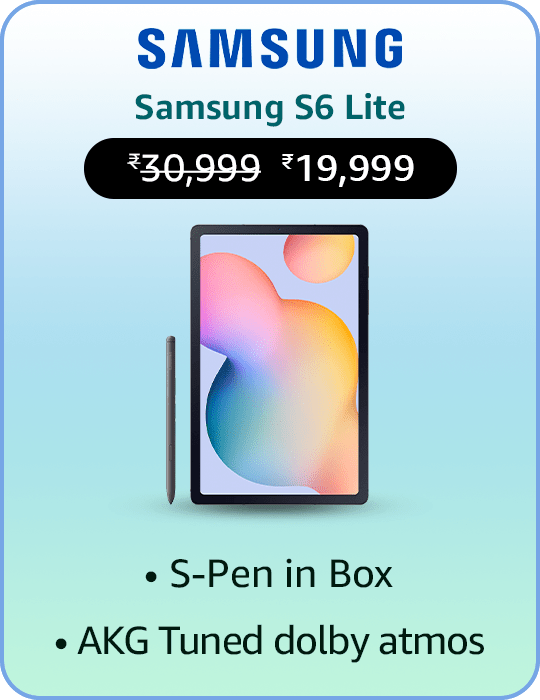 SAMSUNG
Samsung S6 Lite
₹30,999 ₹19,999
• S-Pen in Box
• AKG Tuned dolby atmos